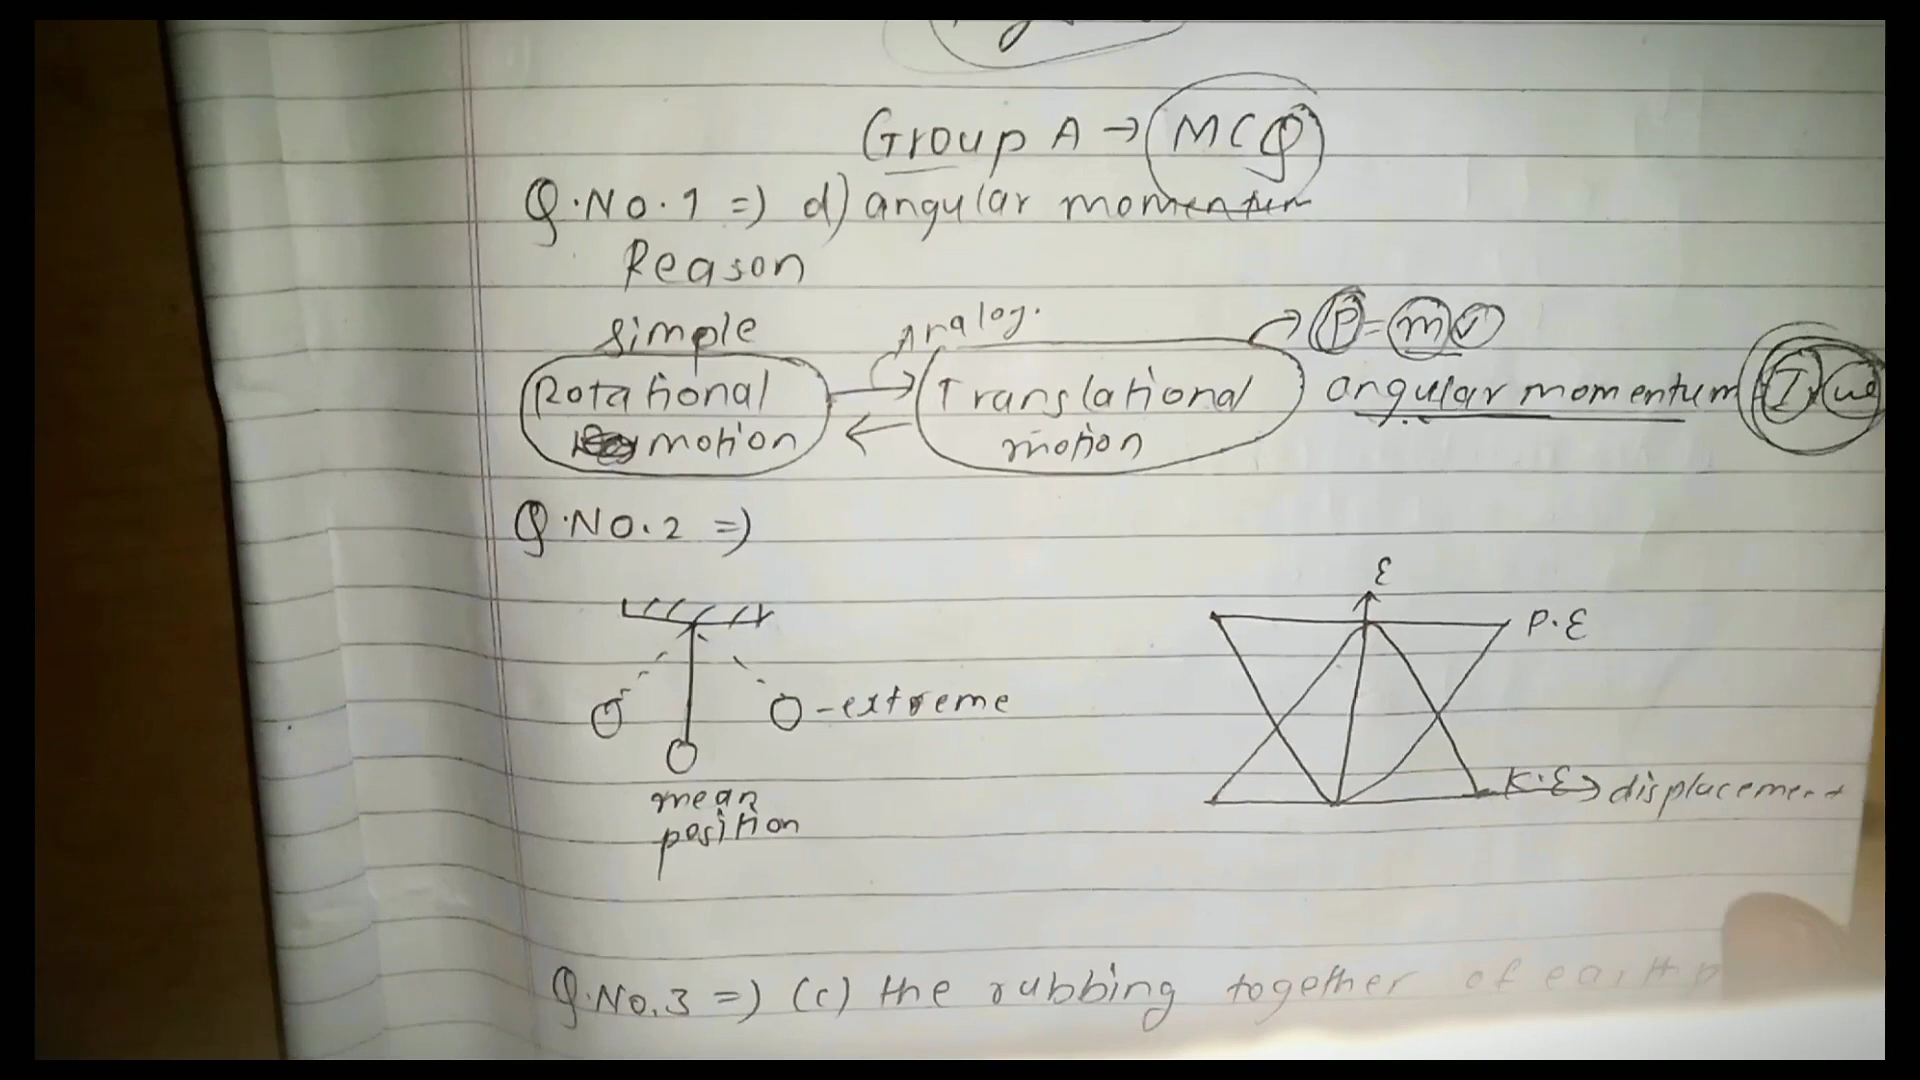 Group A → MCQ
Q.No.1 => d) angular momentum
Reason
simple
Analog.
P = mv
Rotational
motion
Translational
motion
angular momentum = Iω
Q.No.2 =>
ε
P.ε
O-extreme
mean
position
K.ε → displacement
Q.No.3 => (c) the rubbing together of earth